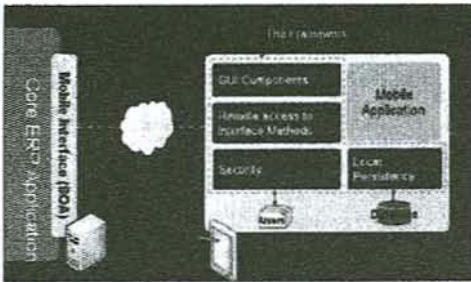 The Framework
GUI Components
Mobile
Application
Remote access to
Interface Methods
Security
Local
Persistency
Mobile Interface (SOA)
Core ERP Application